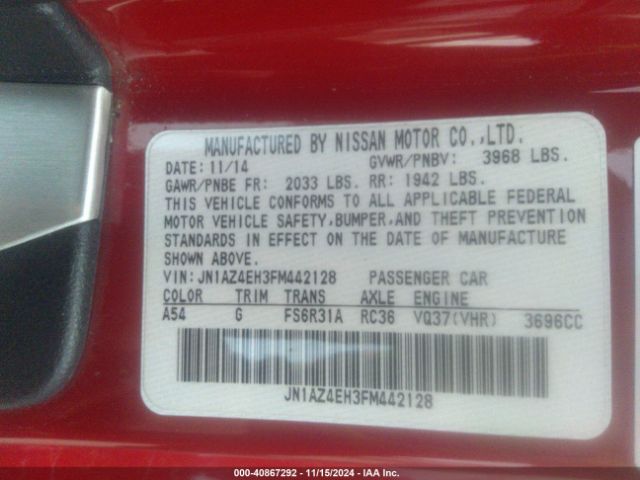 MANUFACTURED BY NISSAN MOTOR CO.,LTD.
DATE: 11/14 GVWR/PNBV: 3968 LBS.
GAWR/PNBE FR: 2033 LBS. RR: 1942 LBS.
THIS VEHICLE CONFORMS TO ALL APPLICABLE FEDERAL
MOTOR VEHICLE SAFETY,BUMPER,AND THEFT PREVENTION
STANDARDS IN EFFECT ON THE DATE OF MANUFACTURE
SHOWN ABOVE.
VIN: JN1AZ4EH3FM442128 PASSENGER CAR
COLOR TRIM TRANS AXLE ENGINE
A54 G FS6R31A RC36 VQ37(VHR) 3696CC
JN1AZ4EH3FM442128
000-40867292 - 11/15/2024 - IAA Inc.